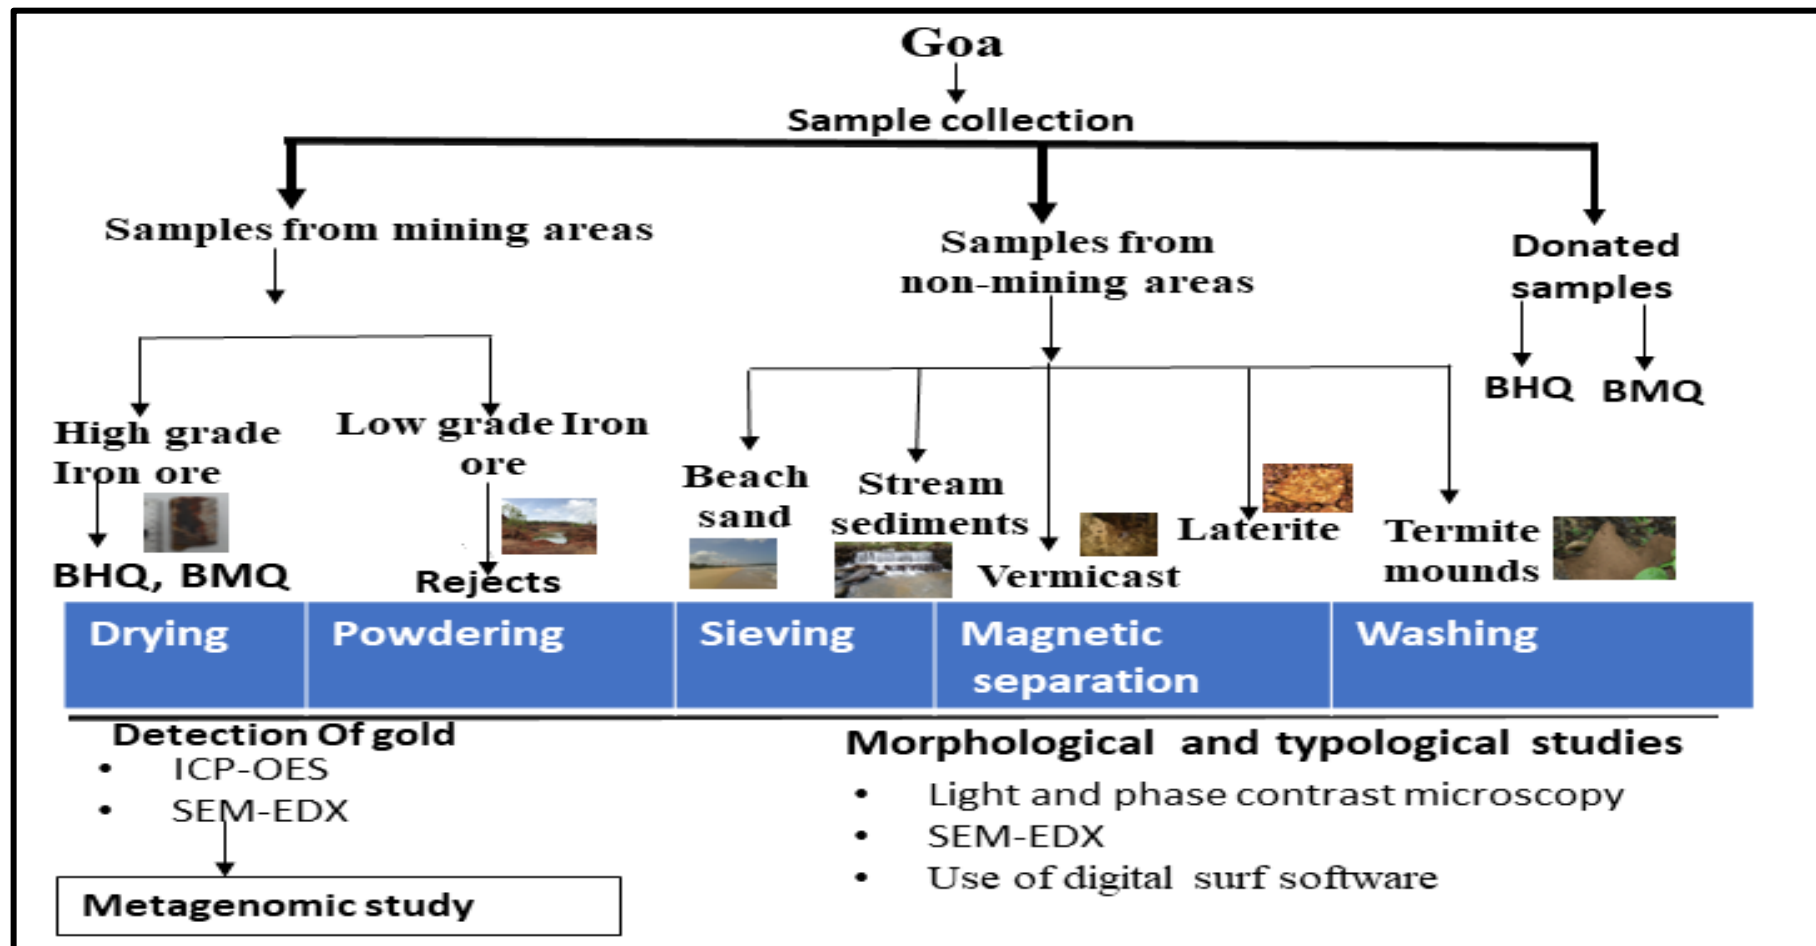 Goa
Sample collection
Samples from mining areas
Samples from
non-mining areas
Donated
samples
BHQ
BMQ
High grade
Iron ore
Low grade Iron
ore
BHQ, BMQ
Rejects
Beach
sand
Stream
sediments
Vermicast
Laterite
Termite
mounds
Drying
Powdering
Sieving
Magnetic
separation
Washing
Detection Of gold
• ICP-OES
• SEM-EDX
Metagenomic study
Morphological and typological studies
• Light and phase contrast microscopy
• SEM-EDX
• Use of digital surf software